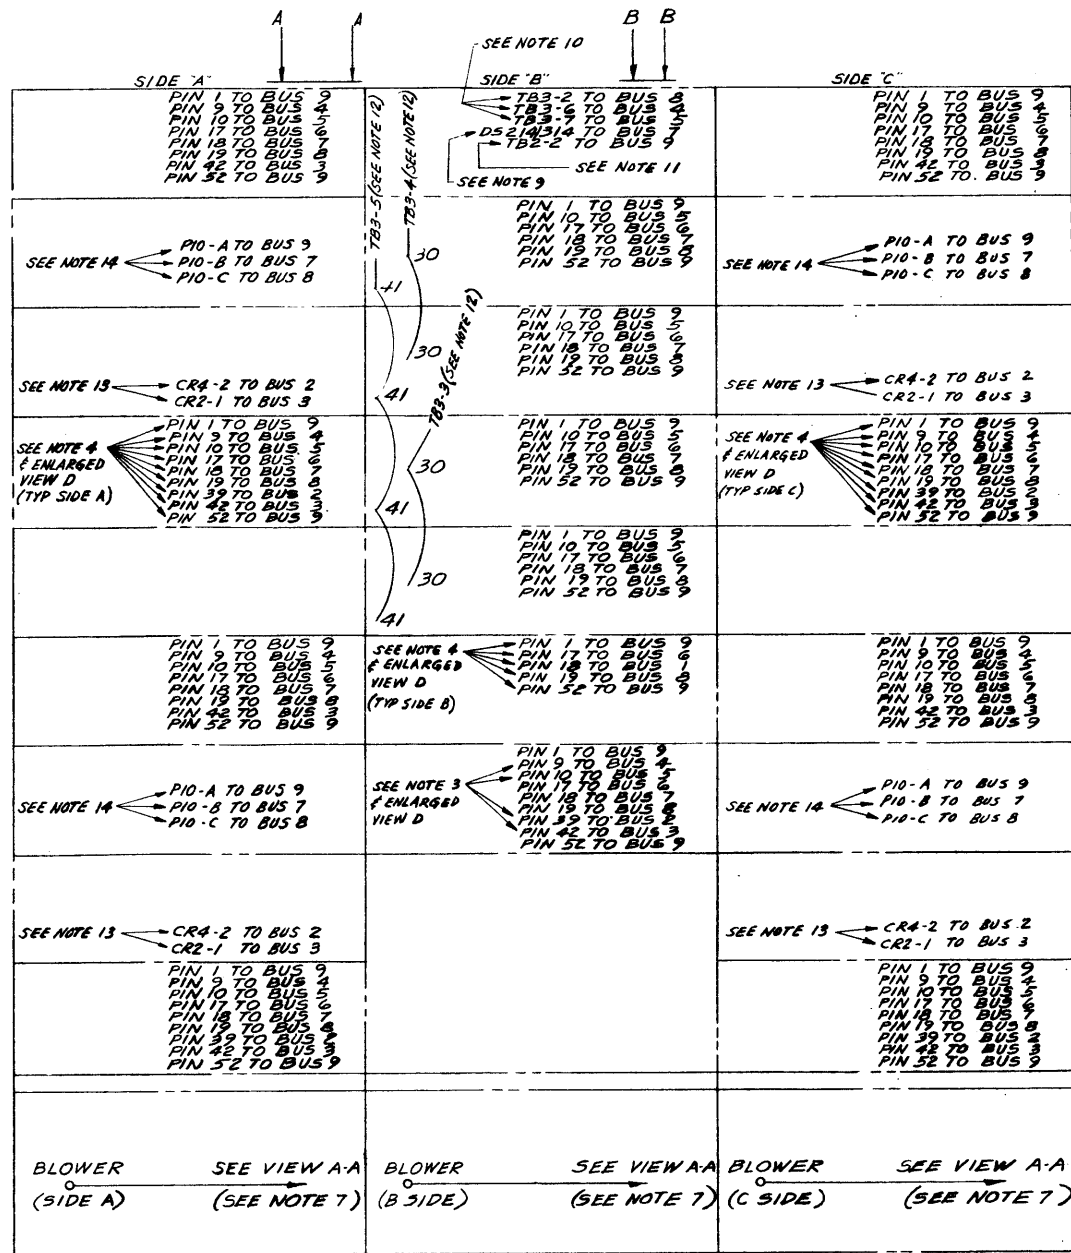 A A
B B
SEE NOTE 10
SIDE "A"
PIN 1 TO BUS 9
PIN 9 TO BUS 4
PIN 10 TO BUS 5
PIN 17 TO BUS 6
PIN 18 TO BUS 7
PIN 19 TO BUS 8
PIN 42 TO BUS 3
PIN 52 TO BUS 9
SEE NOTE 14
P10-A TO BUS 9
P10-B TO BUS 7
P10-C TO BUS 8
SEE NOTE 13
CR4-2 TO BUS 2
CR2-1 TO BUS 3
SEE NOTE 4
& ENLARGED
VIEW D
(TYP SIDE A)
PIN 1 TO BUS 9
PIN 9 TO BUS 4
PIN 10 TO BUS 5
PIN 17 TO BUS 6
PIN 18 TO BUS 7
PIN 19 TO BUS 8
PIN 39 TO BUS 2
PIN 42 TO BUS 3
PIN 52 TO BUS 9
PIN 1 TO BUS 9
PIN 9 TO BUS 4
PIN 10 TO BUS 5
PIN 17 TO BUS 6
PIN 18 TO BUS 7
PIN 19 TO BUS 8
PIN 42 TO BUS 3
PIN 52 TO BUS 9
SEE NOTE 14
P10-A TO BUS 9
P10-B TO BUS 7
P10-C TO BUS 8
SEE NOTE 13
CR4-2 TO BUS 2
CR2-1 TO BUS 3
PIN 1 TO BUS 9
PIN 9 TO BUS 4
PIN 10 TO BUS 5
PIN 17 TO BUS 6
PIN 18 TO BUS 7
PIN 19 TO BUS 8
PIN 39 TO BUS 2
PIN 42 TO BUS 3
PIN 52 TO BUS 9
BLOWER
(SIDE A)
SEE VIEW A-A
(SEE NOTE 7)
SIDE "B"
TB3-5 (SEE NOTE 12)
TB3-4 (SEE NOTE 12)
TB3-3 (SEE NOTE 12)
41
41
41
41
30
30
30
30
TB3-2 TO BUS 8
TB3-6 TO BUS 4
TB3-7 TO BUS 5
TO BUS 7
TB2-2 TO BUS 9
SEE NOTE 11
SEE NOTE 9
PIN 1 TO BUS 9
PIN 10 TO BUS 5
PIN 17 TO BUS 6
PIN 18 TO BUS 7
PIN 19 TO BUS 8
PIN 52 TO BUS 9
PIN 1 TO BUS 9
PIN 10 TO BUS 5
PIN 17 TO BUS 6
PIN 18 TO BUS 7
PIN 19 TO BUS 8
PIN 52 TO BUS 9
PIN 1 TO BUS 9
PIN 10 TO BUS 5
PIN 17 TO BUS 6
PIN 18 TO BUS 7
PIN 19 TO BUS 8
PIN 52 TO BUS 9
PIN 1 TO BUS 9
PIN 10 TO BUS 5
PIN 17 TO BUS 6
PIN 18 TO BUS 7
PIN 19 TO BUS 8
PIN 52 TO BUS 9
SEE NOTE 4
& ENLARGED
VIEW D
(TYP SIDE B)
PIN 1 TO BUS 9
PIN 17 TO BUS 6
PIN 18 TO BUS 1
PIN 19 TO BUS 8
PIN 52 TO BUS 9
SEE NOTE 3
& ENLARGED
VIEW D
PIN 1 TO BUS 9
PIN 9 TO BUS 4
PIN 10 TO BUS 5
PIN 17 TO BUS 6
PIN 18 TO BUS 7
PIN 19 TO BUS 8
PIN 39 TO BUS 2
PIN 42 TO BUS 3
PIN 52 TO BUS 9
BLOWER
(B SIDE)
SEE VIEW A-A
(SEE NOTE 7)
SIDE "C"
PIN 1 TO BUS 9
PIN 9 TO BUS 4
PIN 10 TO BUS 5
PIN 17 TO BUS 6
PIN 18 TO BUS 7
PIN 19 TO BUS 8
PIN 42 TO BUS 3
PIN 52 TO BUS 9
SEE NOTE 14
P10-A TO BUS 9
P10-B TO BUS 7
P10-C TO BUS 8
SEE NOTE 13
CR4-2 TO BUS 2
CR2-1 TO BUS 3
SEE NOTE 4
& ENLARGED
VIEW D
(TYP SIDE C)
PIN 1 TO BUS 9
PIN 9 TO BUS 4
PIN 10 TO BUS 5
PIN 17 TO BUS 6
PIN 18 TO BUS 7
PIN 19 TO BUS 8
PIN 39 TO BUS 2
PIN 42 TO BUS 3
PIN 52 TO BUS 9
PIN 1 TO BUS 9
PIN 9 TO BUS 4
PIN 10 TO BUS 5
PIN 17 TO BUS 6
PIN 18 TO BUS 7
PIN 19 TO BUS 8
PIN 42 TO BUS 3
PIN 52 TO BUS 9
SEE NOTE 14
P10-A TO BUS 9
P10-B TO BUS 7
P10-C TO BUS 8
SEE NOTE 13
CR4-2 TO BUS 2
CR2-1 TO BUS 3
PIN 1 TO BUS 9
PIN 9 TO BUS 4
PIN 10 TO BUS 5
PIN 17 TO BUS 6
PIN 18 TO BUS 7
PIN 19 TO BUS 8
PIN 39 TO BUS 2
PIN 42 TO BUS 3
PIN 52 TO BUS 9
BLOWER
(C SIDE)
SEE VIEW A-A
(SEE NOTE 7)